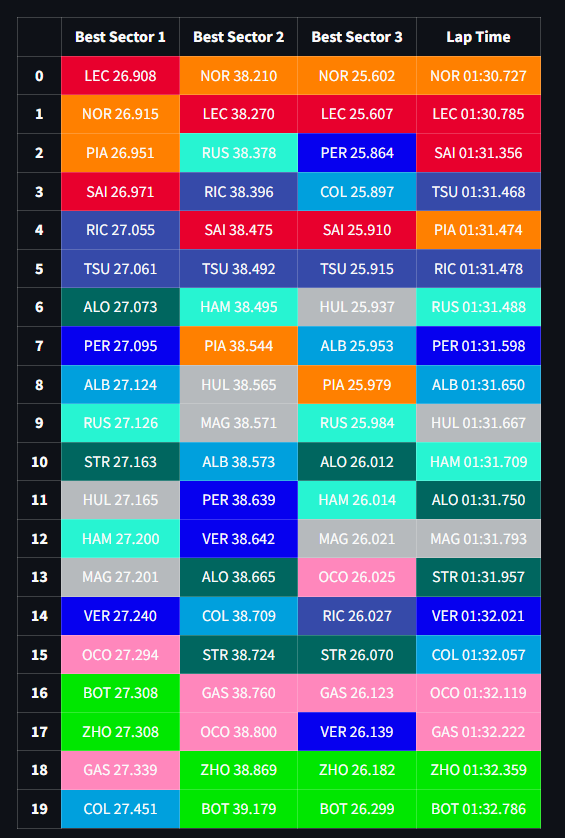 Best Sector 1 Best Sector 2 Best Sector 3 Lap Time
0 LEC 26.908 NOR 38.210 NOR 25.602 NOR 01:30.727
1 NOR 26.915 LEC 38.270 LEC 25.607 LEC 01:30.785
2 PIA 26.951 RUS 38.378 PER 25.864 SAI 01:31.356
3 SAI 26.971 RIC 38.396 COL 25.897 TSU 01:31.468
4 RIC 27.055 SAI 38.475 SAI 25.910 PIA 01:31.474
5 TSU 27.061 TSU 38.492 TSU 25.915 RIC 01:31.478
6 ALO 27.073 HAM 38.495 HUL 25.937 RUS 01:31.488
7 PER 27.095 PIA 38.544 ALB 25.953 PER 01:31.598
8 ALB 27.124 HUL 38.565 PIA 25.979 ALB 01:31.650
9 RUS 27.126 MAG 38.571 RUS 25.984 HUL 01:31.667
10 STR 27.163 ALB 38.573 ALO 26.012 HAM 01:31.709
11 HUL 27.165 PER 38.639 HAM 26.014 ALO 01:31.750
12 HAM 27.200 VER 38.642 MAG 26.021 MAG 01:31.793
13 MAG 27.201 ALO 38.665 OCO 26.025 STR 01:31.957
14 VER 27.240 COL 38.709 RIC 26.027 VER 01:32.021
15 OCO 27.294 STR 38.724 STR 26.070 COL 01:32.057
16 BOT 27.308 GAS 38.760 GAS 26.123 OCO 01:32.119
17 ZHO 27.308 OCO 38.800 VER 26.139 GAS 01:32.222
18 GAS 27.339 ZHO 38.869 ZHO 26.182 ZHO 01:32.359
19 COL 27.451 BOT 39.179 BOT 26.299 BOT 01:32.786